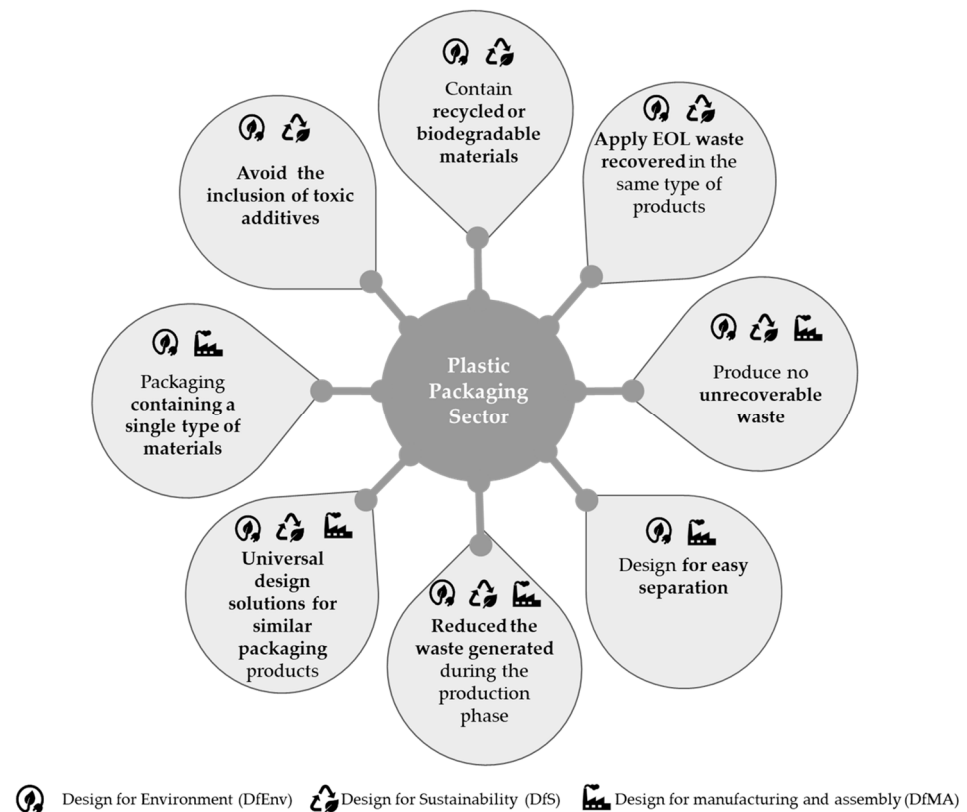 Contain
recycled or
biodegradable
materials
Apply EOL waste
recovered in the
same type of
products
Produce no
unrecoverable
waste
Design for easy
separation
Reduced the
waste generated
during the
production
phase
Universal
design
solutions for
similar
packaging
products
Packaging
containing a
single type of
materials
Avoid the
inclusion of toxic
additives
Plastic
Packaging
Sector
Design for Environment (DfEnv)
Design for Sustainability (DfS)
Design for manufacturing and assembly (DfMA)